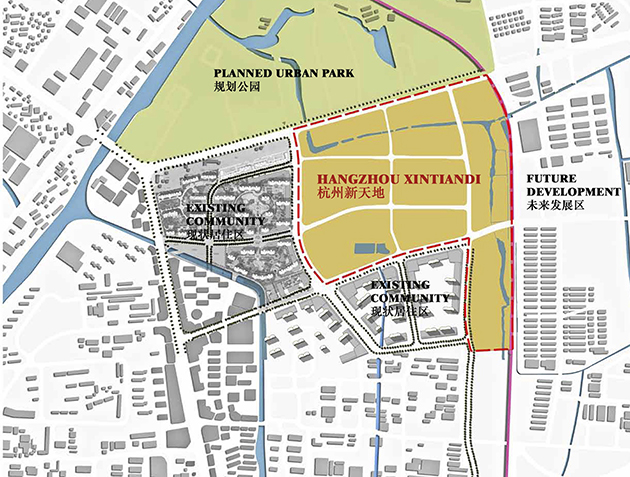 PLANNED URBAN PARK
规划公园
HANGZHOU XINTIANDI
杭州新天地
FUTURE
DEVELOPMENT
未来发展区
EXISTING
COMMUNITY
现状居住区
EXISTING
COMMUNITY
现状居住区